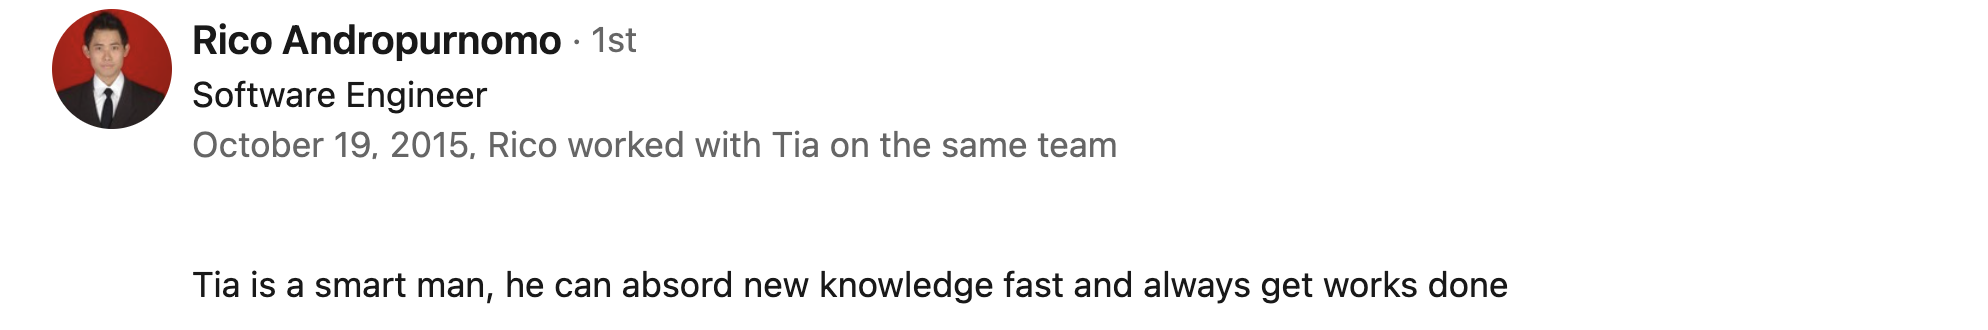 Rico Andropurnomo · 1st
Software Engineer
October 19, 2015, Rico worked with Tia on the same team
Tia is a smart man, he can absord new knowledge fast and always get works done